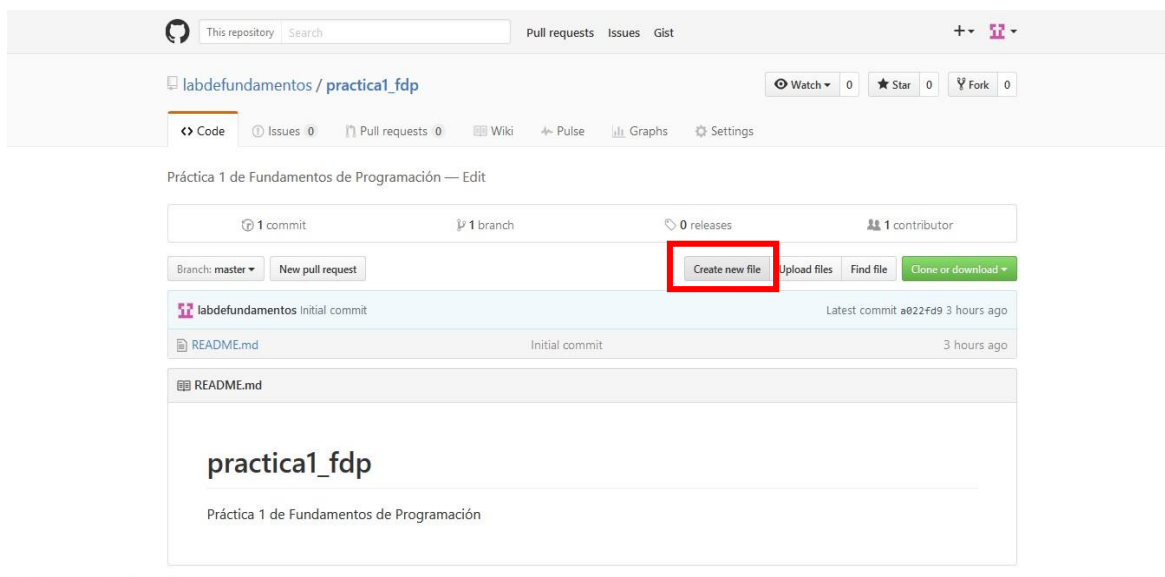 This repository Search Pull requests Issues Gist
labdefundamentos / practica1_fdp Watch 0 Star 0 Fork 0
Code Issues 0 Pull requests 0 Wiki Pulse Graphs Settings
Práctica 1 de Fundamentos de Programación — Edit
1 commit 1 branch 0 releases 1 contributor
Branch: master New pull request Create new file Upload files Find file Clone or download
labdefundamentos Initial commit Latest commit a022fd9 3 hours ago
README.md Initial commit 3 hours ago
README.md
practica1_fdp
Práctica 1 de Fundamentos de Programación